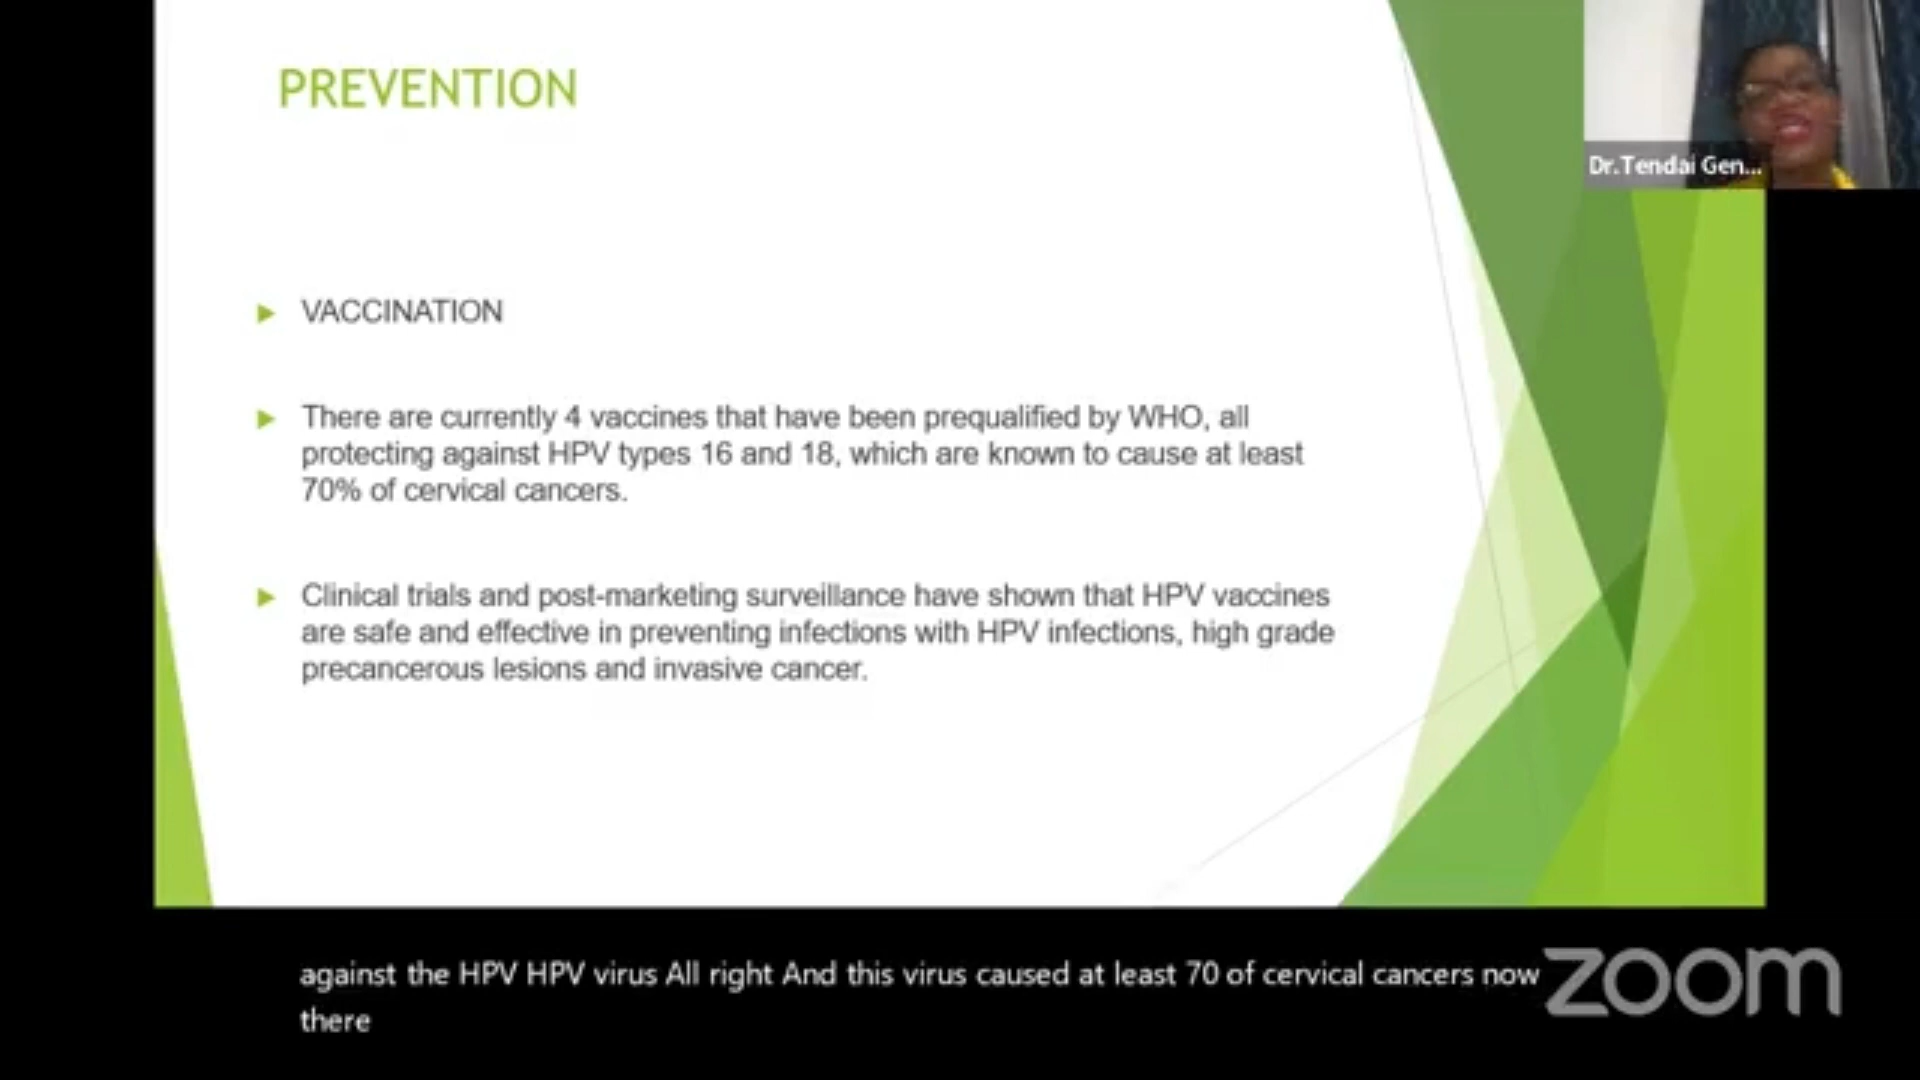 PREVENTION
Dr.Tendai Gen...
VACCINATION
There are currently 4 vaccines that have been prequalified by WHO, all
protecting against HPV types 16 and 18, which are known to cause at least
70% of cervical cancers.
Clinical trials and post-marketing surveillance have shown that HPV vaccines
are safe and effective in preventing infections with HPV infections, high grade
precancerous lesions and invasive cancer.
against the HPV HPV virus All right And this virus caused at least 70 of cervical cancers now
there
zoom